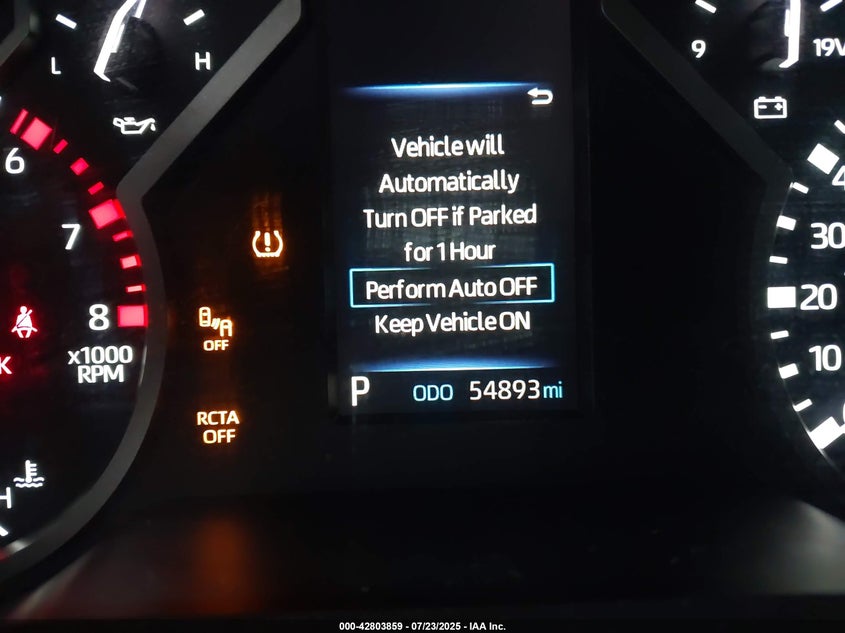 L
H
9
19V
6
7
8
x1000
RPM
K
H
OFF
RCTA
OFF
Vehicle will
Automatically
Turn OFF if Parked
for 1 Hour
Perform Auto OFF
Keep Vehicle ON
P ODO 54893 mi
4
30
20
10
000-42803859 - 07/23/2025 - IAA Inc.